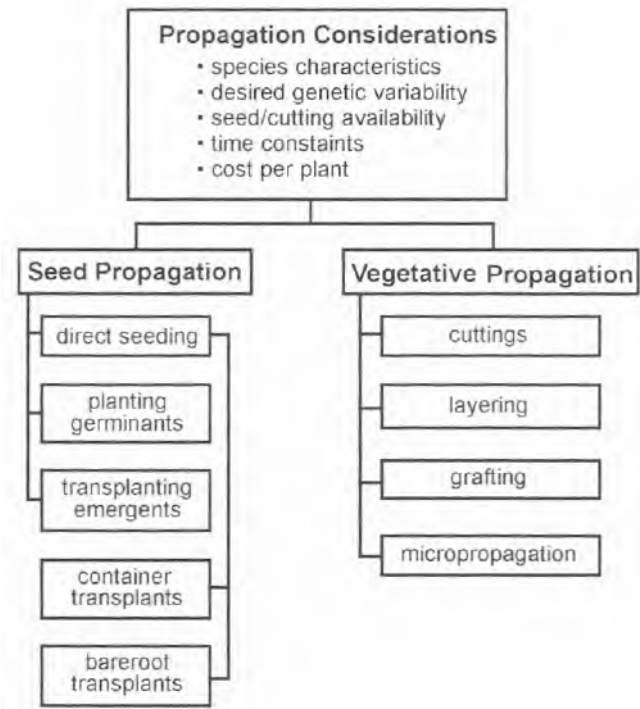 Propagation Considerations
· species characteristics
· desired genetic variability
· seed/cutting availability
· time constaints
· cost per plant
Seed Propagation
direct seeding
planting
germinants
transplanting
emergents
container
transplants
bareroot
transplants
Vegetative Propagation
cuttings
layering
grafting
micropropagation